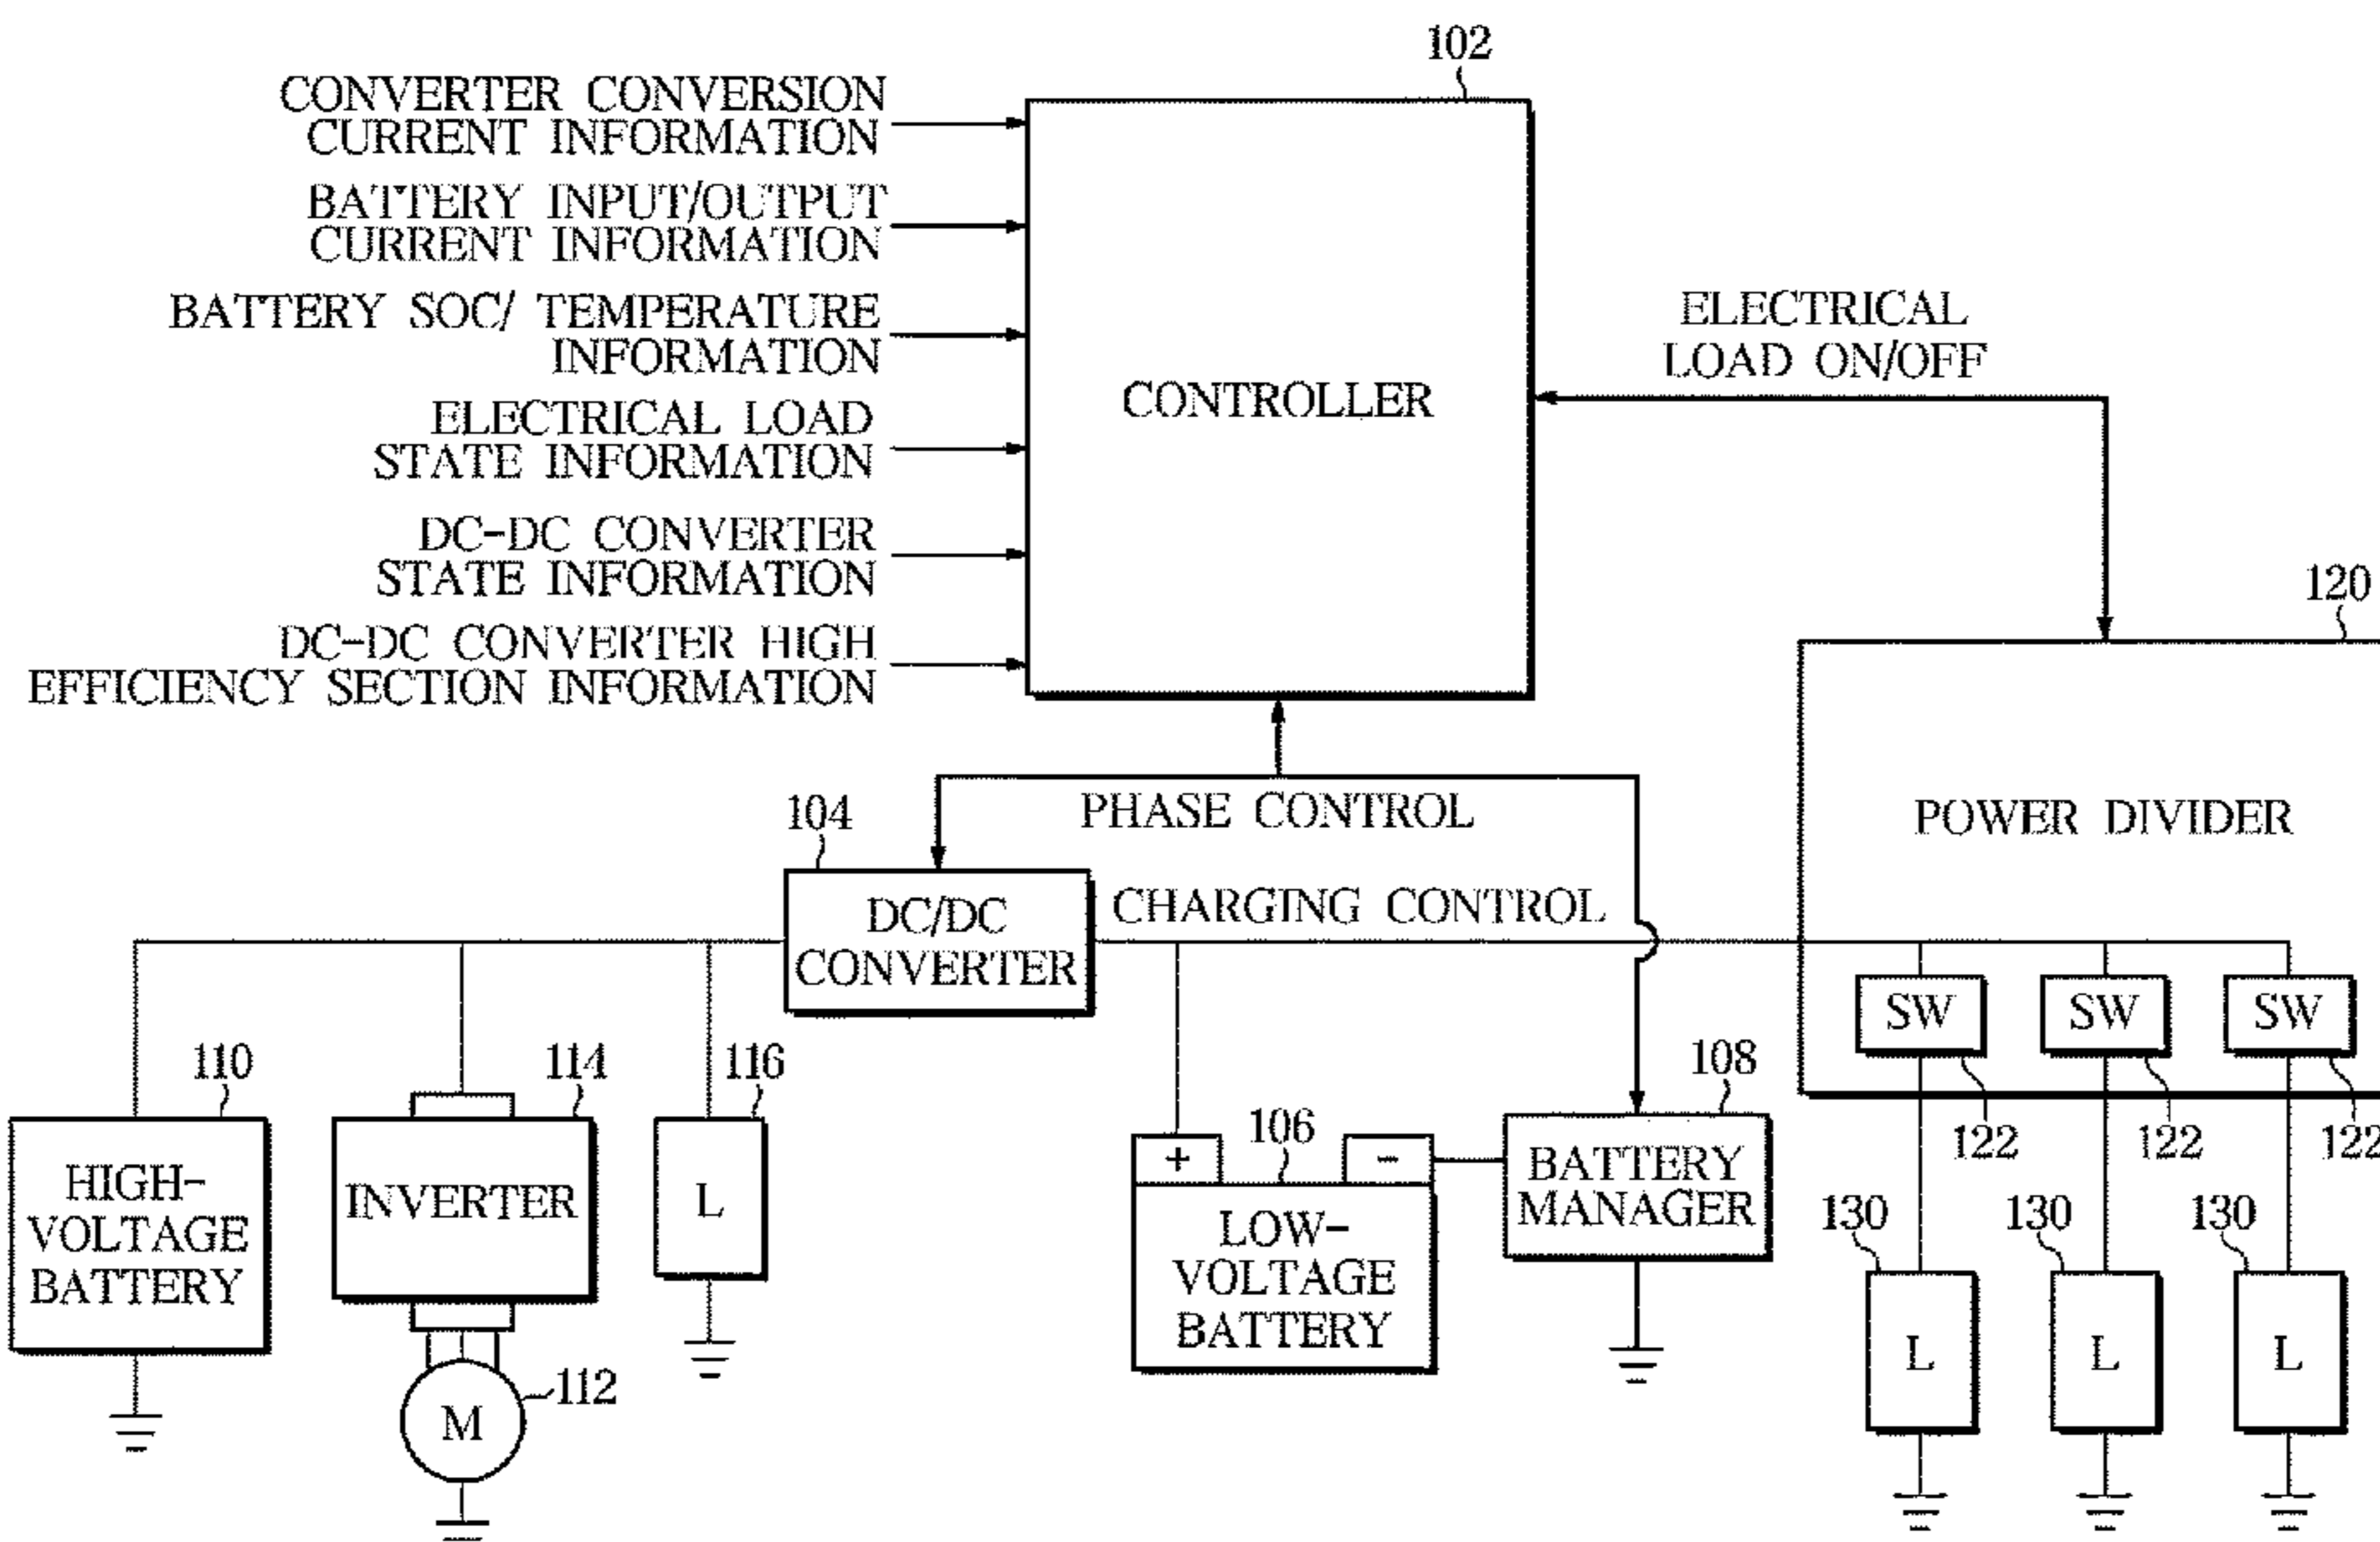 102
CONVERTER CONVERSION
CURRENT INFORMATION
BATTERY INPUT/OUTPUT
CURRENT INFORMATION
BATTERY SOC/ TEMPERATURE
INFORMATION
ELECTRICAL LOAD
STATE INFORMATION
DC-DC CONVERTER
STATE INFORMATION
DC-DC CONVERTER HIGH
EFFICIENCY SECTION INFORMATION
CONTROLLER
ELECTRICAL
LOAD ON/OFF
120
POWER DIVIDER
PHASE CONTROL
104
DC/DC
CONVERTER
CHARGING CONTROL
SW
SW
SW
122
122
122
110
HIGH-
VOLTAGE
BATTERY
114
INVERTER
116
L
112
M
106
+
-
LOW-
VOLTAGE
BATTERY
108
BATTERY
MANAGER
130
130
130
L
L
L